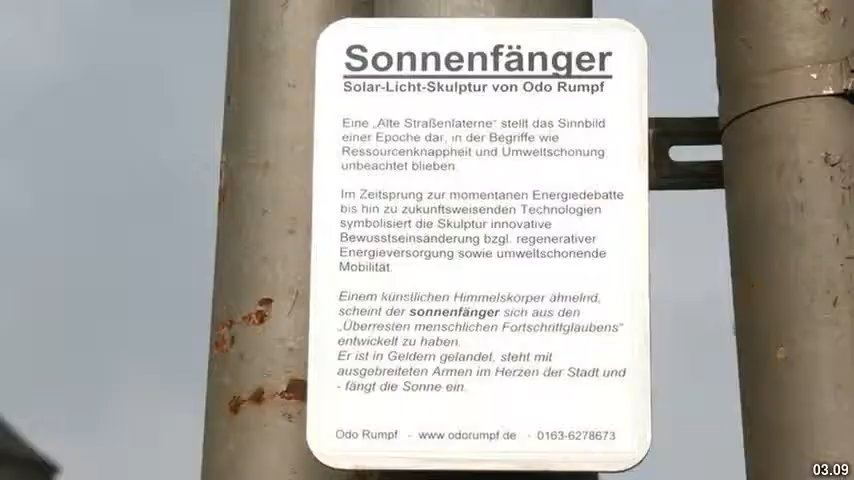 Sonnenfänger
Solar-Licht-Skulptur von Odo Rumpf
Eine „Alte Straßenlaterne“ stellt das Sinnbild
einer Epoche dar, in der Begriffe wie
Ressourcenknappheit und Umweltschonung
unbeachtet blieben.
Im Zeitsprung zur momentanen Energiedebatte
bis hin zu zukunftsweisenden Technologien
symbolisiert die Skulptur innovative
Bewusstseinsänderung bzgl. regenerativer
Energieversorgung sowie umweltschonende
Mobilität.
Einem künstlichen Himmelskörper ähnelnd,
scheint der sonnenfänger sich aus den
„Überresten menschlichen Fortschrittglaubens“
entwickelt zu haben.
Er ist in Geldern gelandet, steht mit
ausgebreiteten Armen im Herzen der Stadt und
- fängt die Sonne ein.
Odo Rumpf - www.odorumpf.de - 0163-6278673
03.09